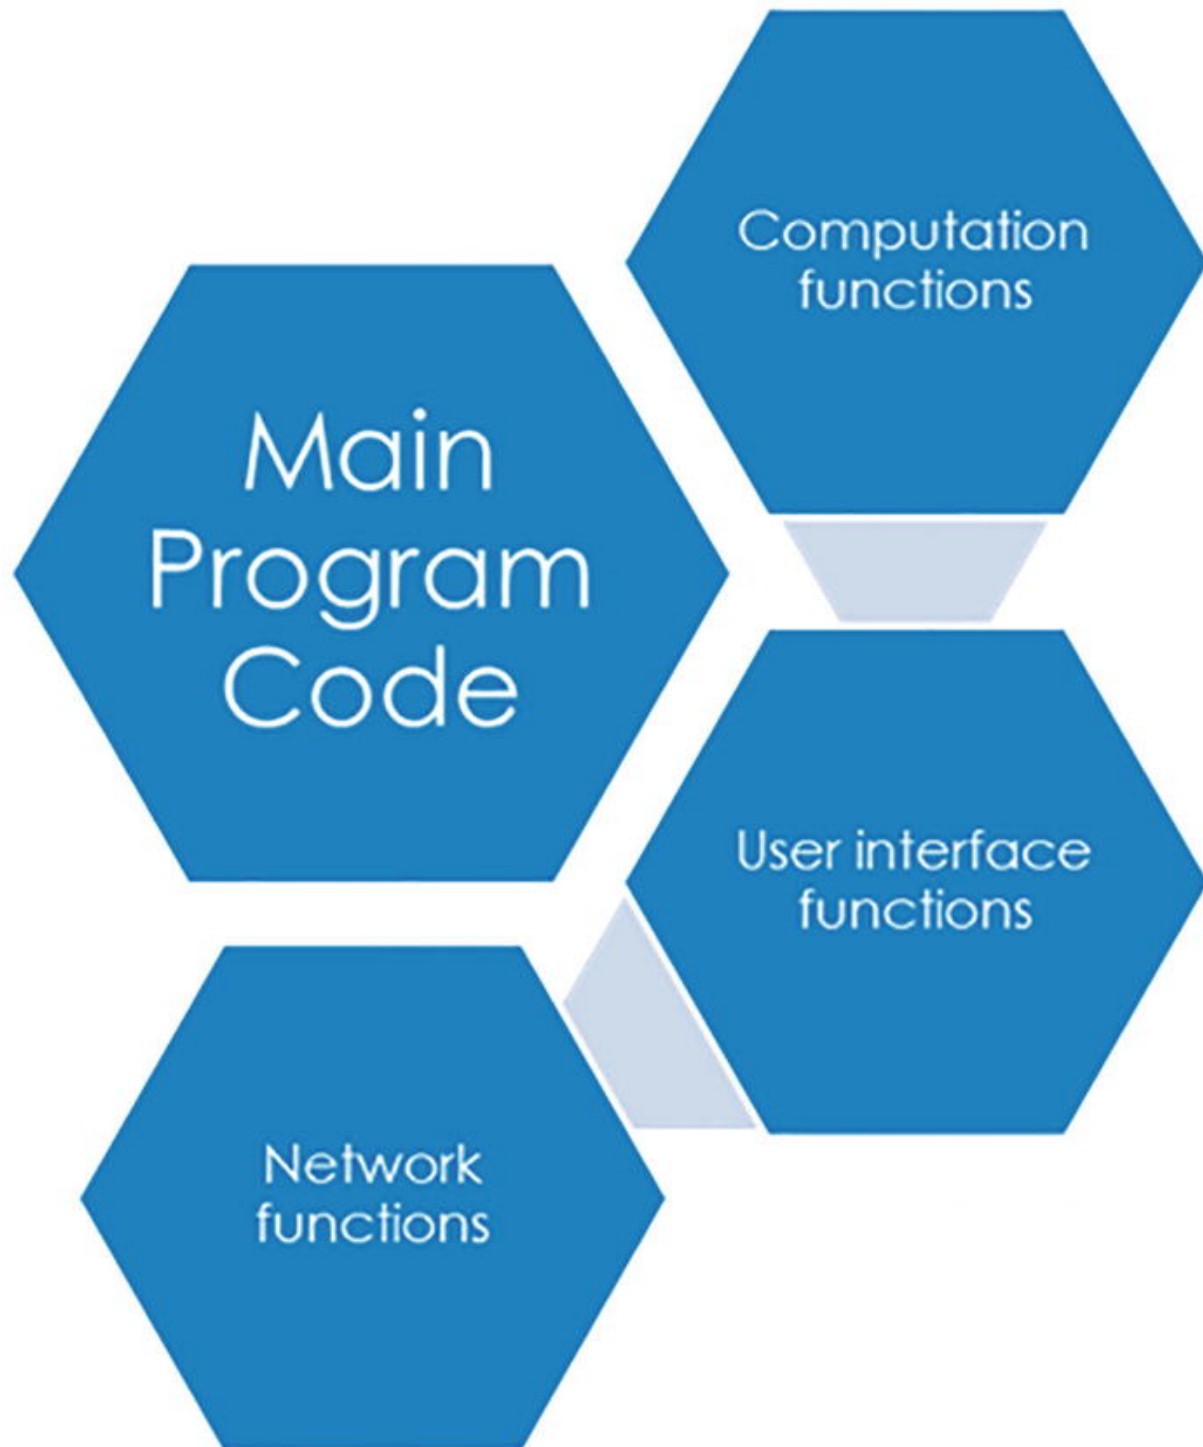 Computation
functions
Main
Program
Code
User interface
functions
Network
functions